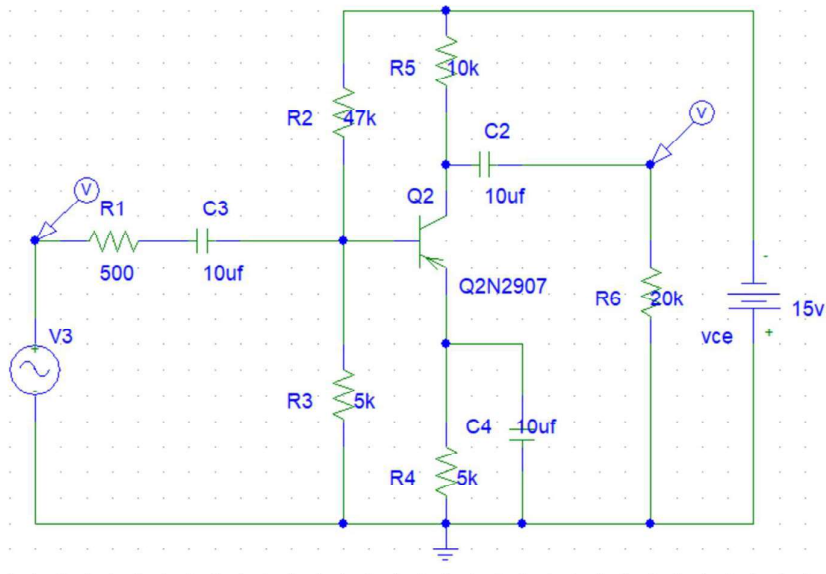 R5 10k
V
R2 47k
C2
V
Q2
10uf
R1
C3
500
10uf
Q2N2907
-
R6 20k
15v
V3
vce
+
+
-
R3 5k
C4 10uf
R4 5k